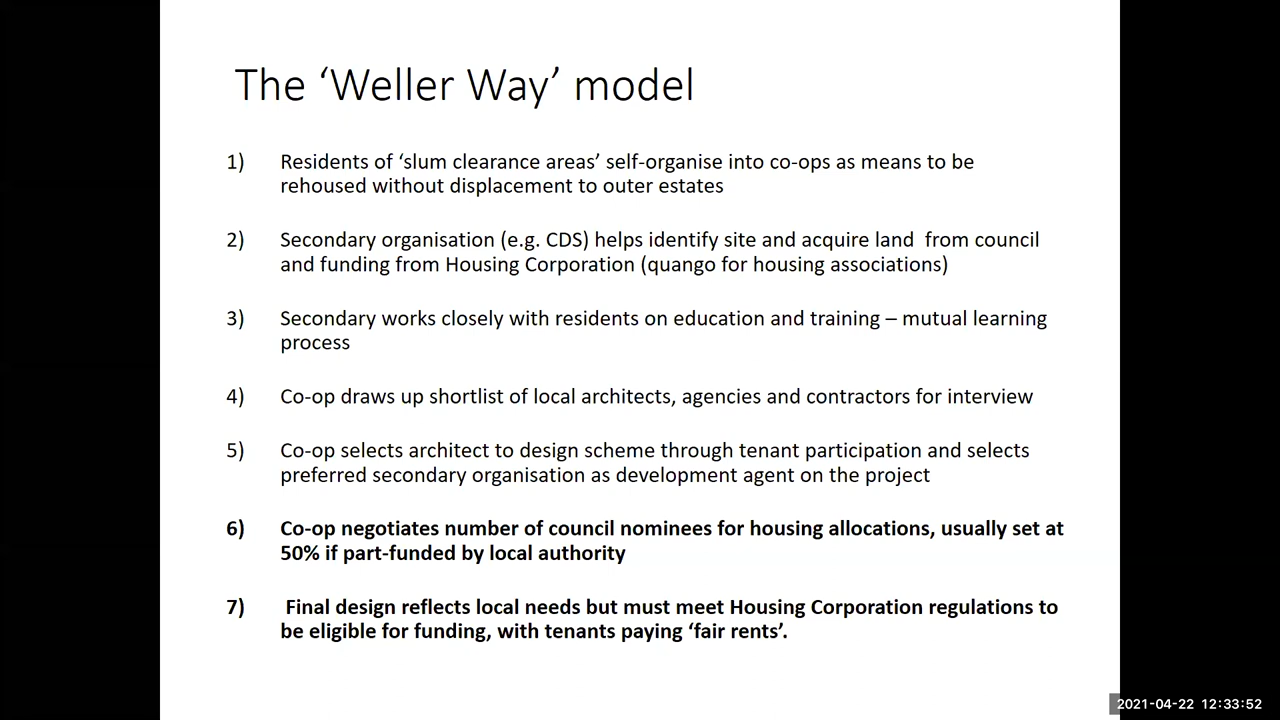 The ‘Weller Way’ model
1) Residents of ‘slum clearance areas’ self-organise into co-ops as means to be
rehoused without displacement to outer estates
2) Secondary organisation (e.g. CDS) helps identify site and acquire land  from council
and funding from Housing Corporation (quango for housing associations)
3) Secondary works closely with residents on education and training – mutual learning
process
4) Co-op draws up shortlist of local architects, agencies and contractors for interview
5) Co-op selects architect to design scheme through tenant participation and selects
preferred secondary organisation as development agent on the project
6) Co-op negotiates number of council nominees for housing allocations, usually set at
50% if part-funded by local authority
7) Final design reflects local needs but must meet Housing Corporation regulations to
be eligible for funding, with tenants paying ‘fair rents’.
2021-04-22 12:33:52